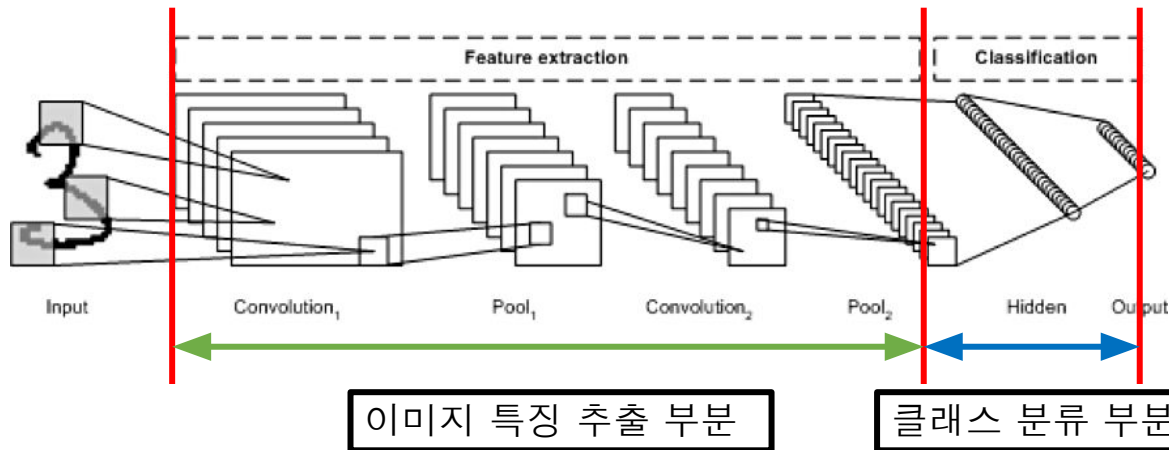 Feature extraction
Classification
Input
Convolution₁
Pool₁
Convolution₂
Pool₂
Hidden
Output
이미지 특징 추출 부분
클래스 분류 부분